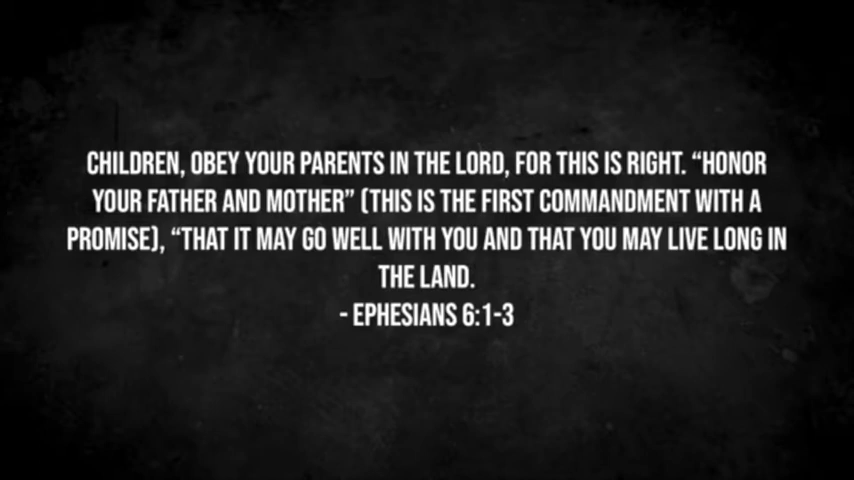 CHILDREN, OBEY YOUR PARENTS IN THE LORD, FOR THIS IS RIGHT. “HONOR
YOUR FATHER AND MOTHER” (THIS IS THE FIRST COMMANDMENT WITH A
PROMISE), “THAT IT MAY GO WELL WITH YOU AND THAT YOU MAY LIVE LONG IN
THE LAND.
- EPHESIANS 6:1-3